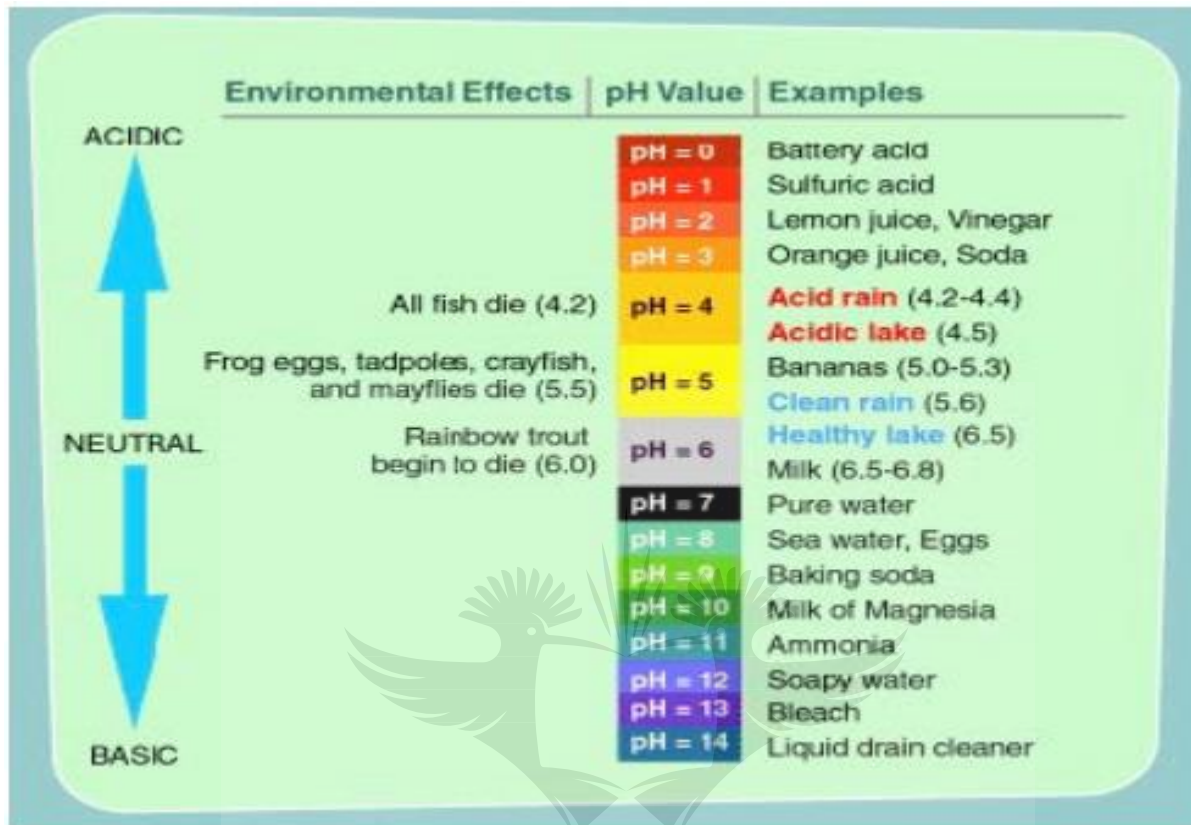 Environmental Effects | pH Value | Examples
ACIDIC
pH = 0 Battery acid
pH = 1 Sulfuric acid
pH = 2 Lemon juice, Vinegar
pH = 3 Orange juice, Soda
All fish die (4.2) pH = 4 Acid rain (4.2-4.4)
Acidic lake (4.5)
Frog eggs, tadpoles, crayfish,
and mayflies die (5.5) pH = 5 Bananas (5.0-5.3)
Clean rain (5.6)
NEUTRAL
Rainbow trout
begin to die (6.0) pH = 6 Healthy lake (6.5)
Milk (6.5-6.8)
pH = 7 Pure water
pH = 8 Sea water, Eggs
pH = 9 Baking soda
pH = 10 Milk of Magnesia
pH = 11 Ammonia
pH = 12 Soapy water
pH = 13 Bleach
pH = 14 Liquid drain cleaner
BASIC